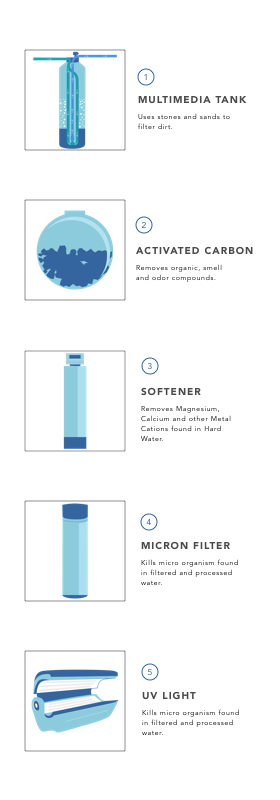 1
MULTIMEDIA TANK
Uses stones and sands to
filter dirt.
2
ACTIVATED CARBON
Removes organic, smell
and odor compounds.
3
SOFTENER
Removes Magnesium,
Calcium and other Metal
Cations found in Hard
Water.
4
MICRON FILTER
Kills micro organism found
in filtered and processed
water.
5
UV LIGHT
Kills micro organism found
in filtered and processed
water.